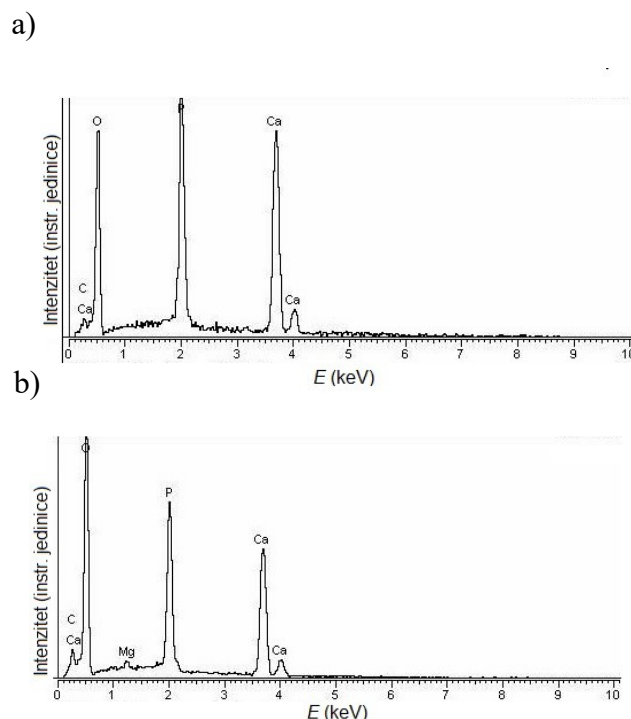 a)
P
O
Ca
C
Ca
Ca
Intenzitet (instr. jedinice)
0 1 2 3 4 5 6 7 8 9 10
E (keV)
b)
O
P
Ca
C
Ca
Mg
Ca
Intenzitet (instr. jedinice)
0 1 2 3 4 5 6 7 8 9 10
E (keV)